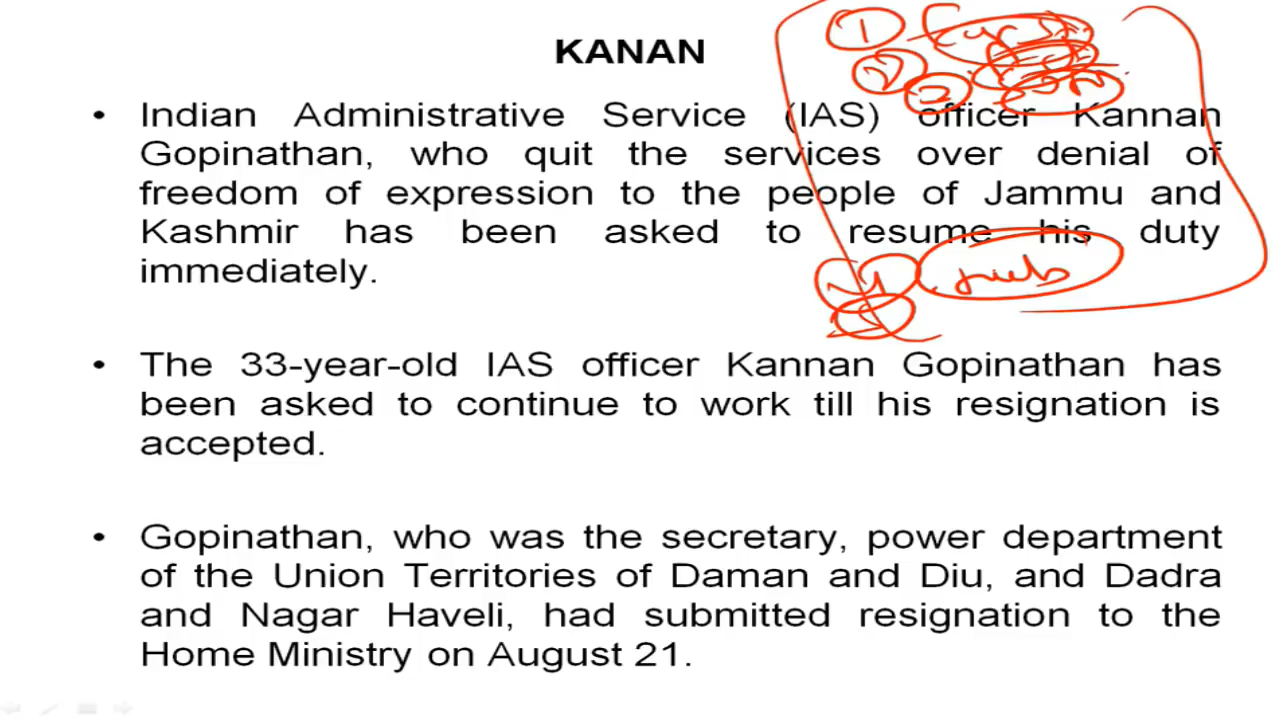 KANAN
• Indian Administrative Service (IAS) officer Kannan
Gopinathan, who quit the services over denial of
freedom of expression to the people of Jammu and
Kashmir has been asked to resume his duty
immediately.
• The 33-year-old IAS officer Kannan Gopinathan has
been asked to continue to work till his resignation is
accepted.
• Gopinathan, who was the secretary, power department
of the Union Territories of Daman and Diu, and Dadra
and Nagar Haveli, had submitted resignation to the
Home Ministry on August 21.